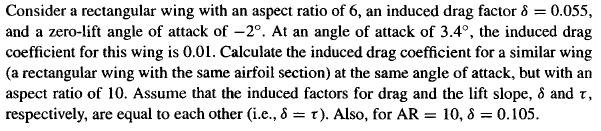 Consider a rectangular wing with an aspect ratio of 6, an induced drag factor δ = 0.055,
and a zero-lift angle of attack of −2°. At an angle of attack of 3.4°, the induced drag
coefficient for this wing is 0.01. Calculate the induced drag coefficient for a similar wing
(a rectangular wing with the same airfoil section) at the same angle of attack, but with an
aspect ratio of 10. Assume that the induced factors for drag and the lift slope, δ and τ,
respectively, are equal to each other (i.e., δ = τ). Also, for AR = 10, δ = 0.105.